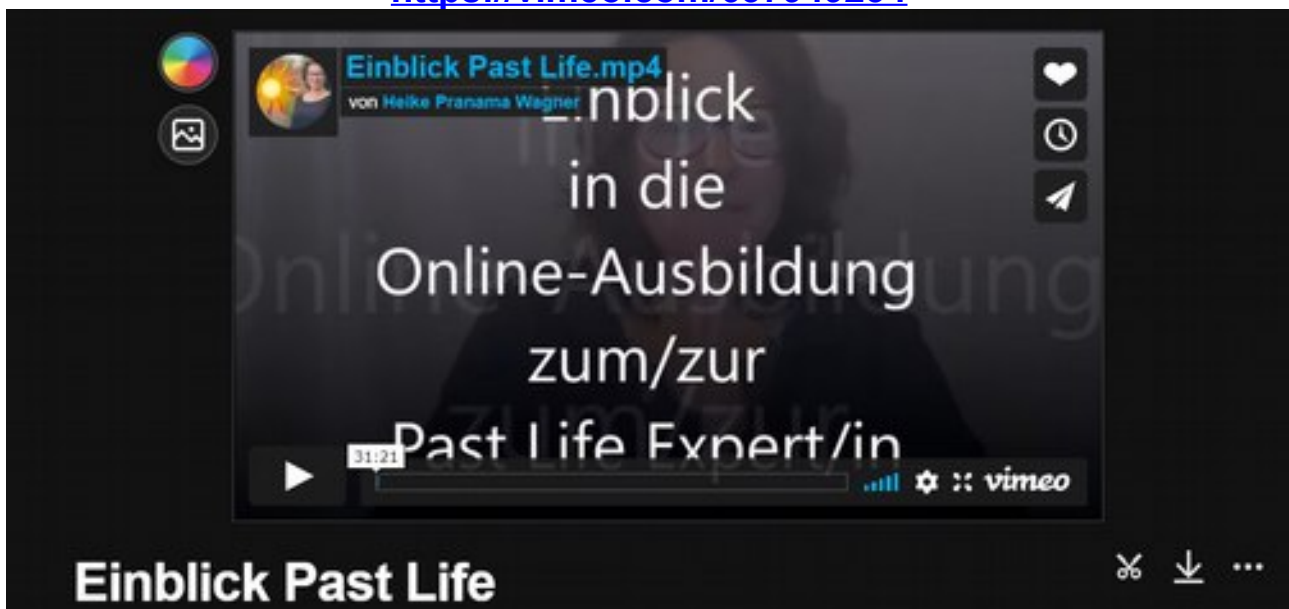 Einblick Past Life.mp4
von Heike Pranama Wagner
Einblick
in die
Online-Ausbildung
zum/zur
Past Life Expert/in
31:21
vimeo
Einblick Past Life